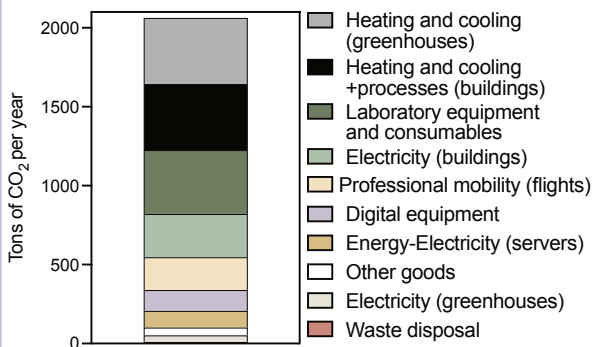 Tons of CO2 per year
2000
1500
1000
500
0
Heating and cooling
(greenhouses)
Heating and cooling
+processes (buildings)
Laboratory equipment
and consumables
Electricity (buildings)
Professional mobility (flights)
Digital equipment
Energy-Electricity (servers)
Other goods
Electricity (greenhouses)
Waste disposal